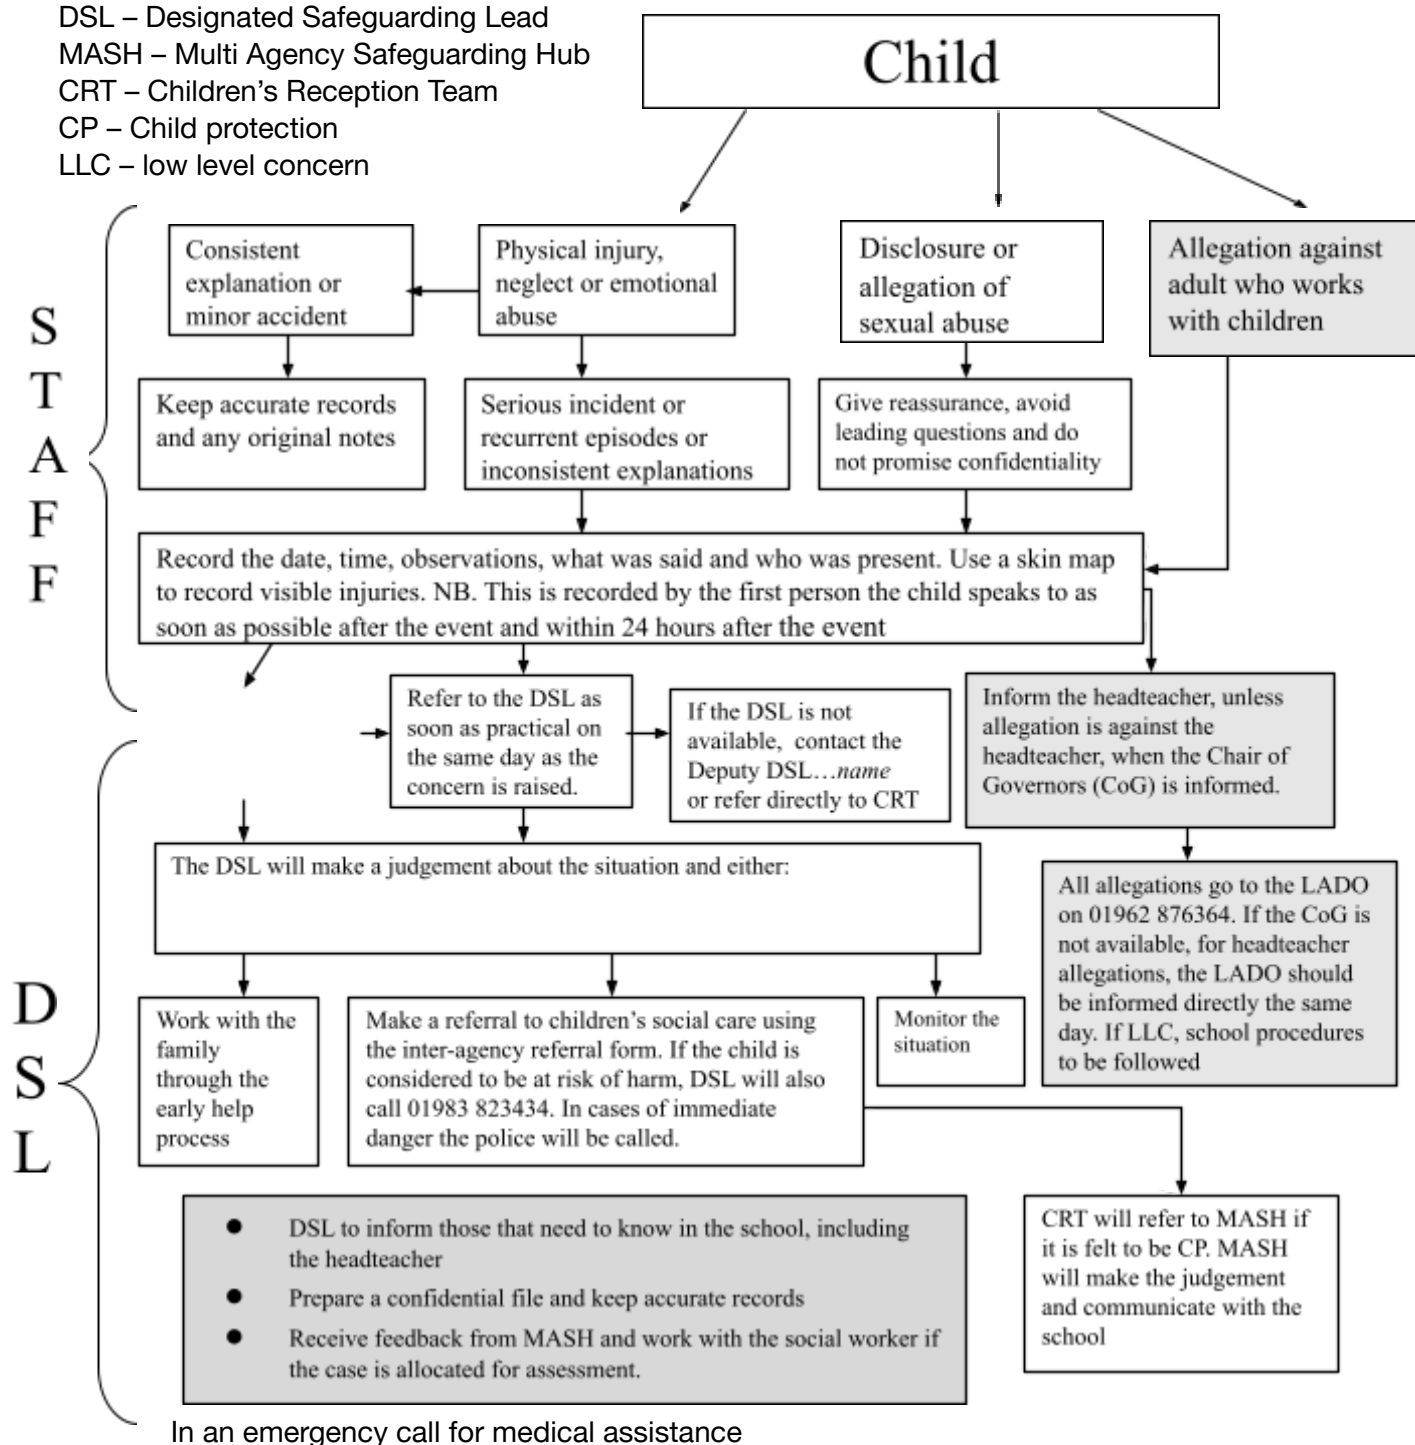 DSL – Designated Safeguarding Lead
MASH – Multi Agency Safeguarding Hub
CRT – Children's Reception Team
CP – Child protection
LLC – low level concern
Child
STAFF
Consistent
explanation or
minor accident
Physical injury,
neglect or emotional
abuse
Disclosure or
allegation of
sexual abuse
Allegation against
adult who works
with children
Keep accurate records
and any original notes
Serious incident or
recurrent episodes or
inconsistent explanations
Give reassurance, avoid
leading questions and do
not promise confidentiality
Record the date, time, observations, what was said and who was present. Use a skin map
to record visible injuries. NB. This is recorded by the first person the child speaks to as
soon as possible after the event and within 24 hours after the event
Refer to the DSL as
soon as practical on
the same day as the
concern is raised.
If the DSL is not
available,  contact the
Deputy DSL…name
or refer directly to CRT
Inform the headteacher, unless
allegation is against the
headteacher, when the Chair of
Governors (CoG) is informed.
DSL
The DSL will make a judgement about the situation and either:
All allegations go to the LADO
on 01962 876364. If the CoG is
not available, for headteacher
allegations, the LADO should
be informed directly the same
day. If LLC, school procedures
to be followed
Work with the
family
through the
early help
process
Make a referral to children's social care using
the inter-agency referral form. If the child is
considered to be at risk of harm, DSL will also
call 01983 823434. In cases of immediate
danger the police will be called.
Monitor the
situation
● DSL to inform those that need to know in the school, including
the headteacher
● Prepare a confidential file and keep accurate records
● Receive feedback from MASH and work with the social worker if
the case is allocated for assessment.
CRT will refer to MASH if
it is felt to be CP. MASH
will make the judgement
and communicate with the
school
In an emergency call for medical assistance